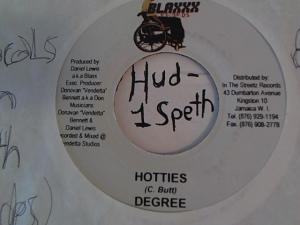 BLAXXX
RECORDS
Produced by
Daniel Lewis
a.k.a Blaxx
Exec. Producer
Donovan "Vendetta"
Bennett a.k.a Don
Musicians:
Donovan "Vendetta"
Bennett &
Daniel Lewis
Recorded & Mixed @
Vendetta Studios
Hud-
1 Speth
Distributed by:
In The Streetz Records
43 Dumbarton Avenue
Kingston 10
Jamaica W. I.
Tel: (876) 929-1194
Fax: (876) 908-2778
HOTTIES
(C. Butt)
DEGREE